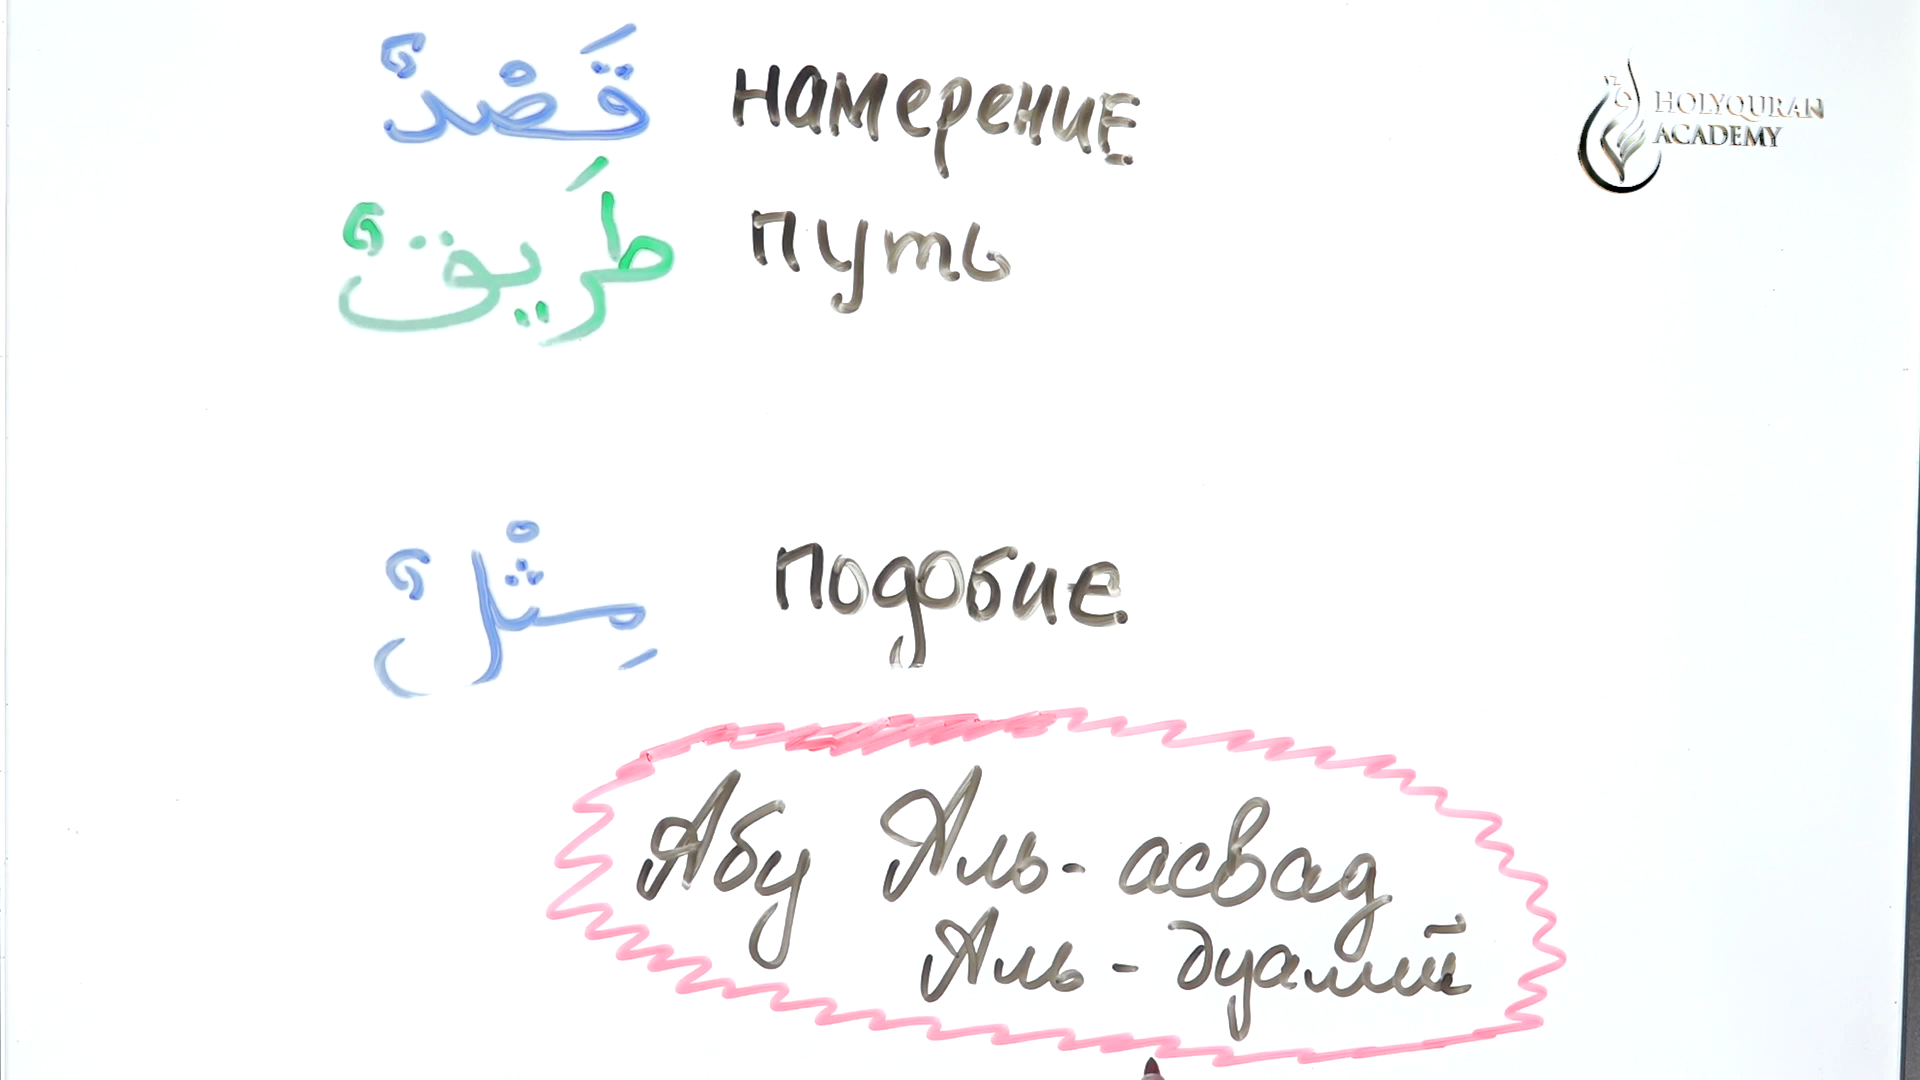 قَصْدٌ намерение
HOLYQURAN
ACADEMY
طَرِيقٌ путь
مِثْلٌ подобие
Абу Аль-асвад
Аль-дуалий